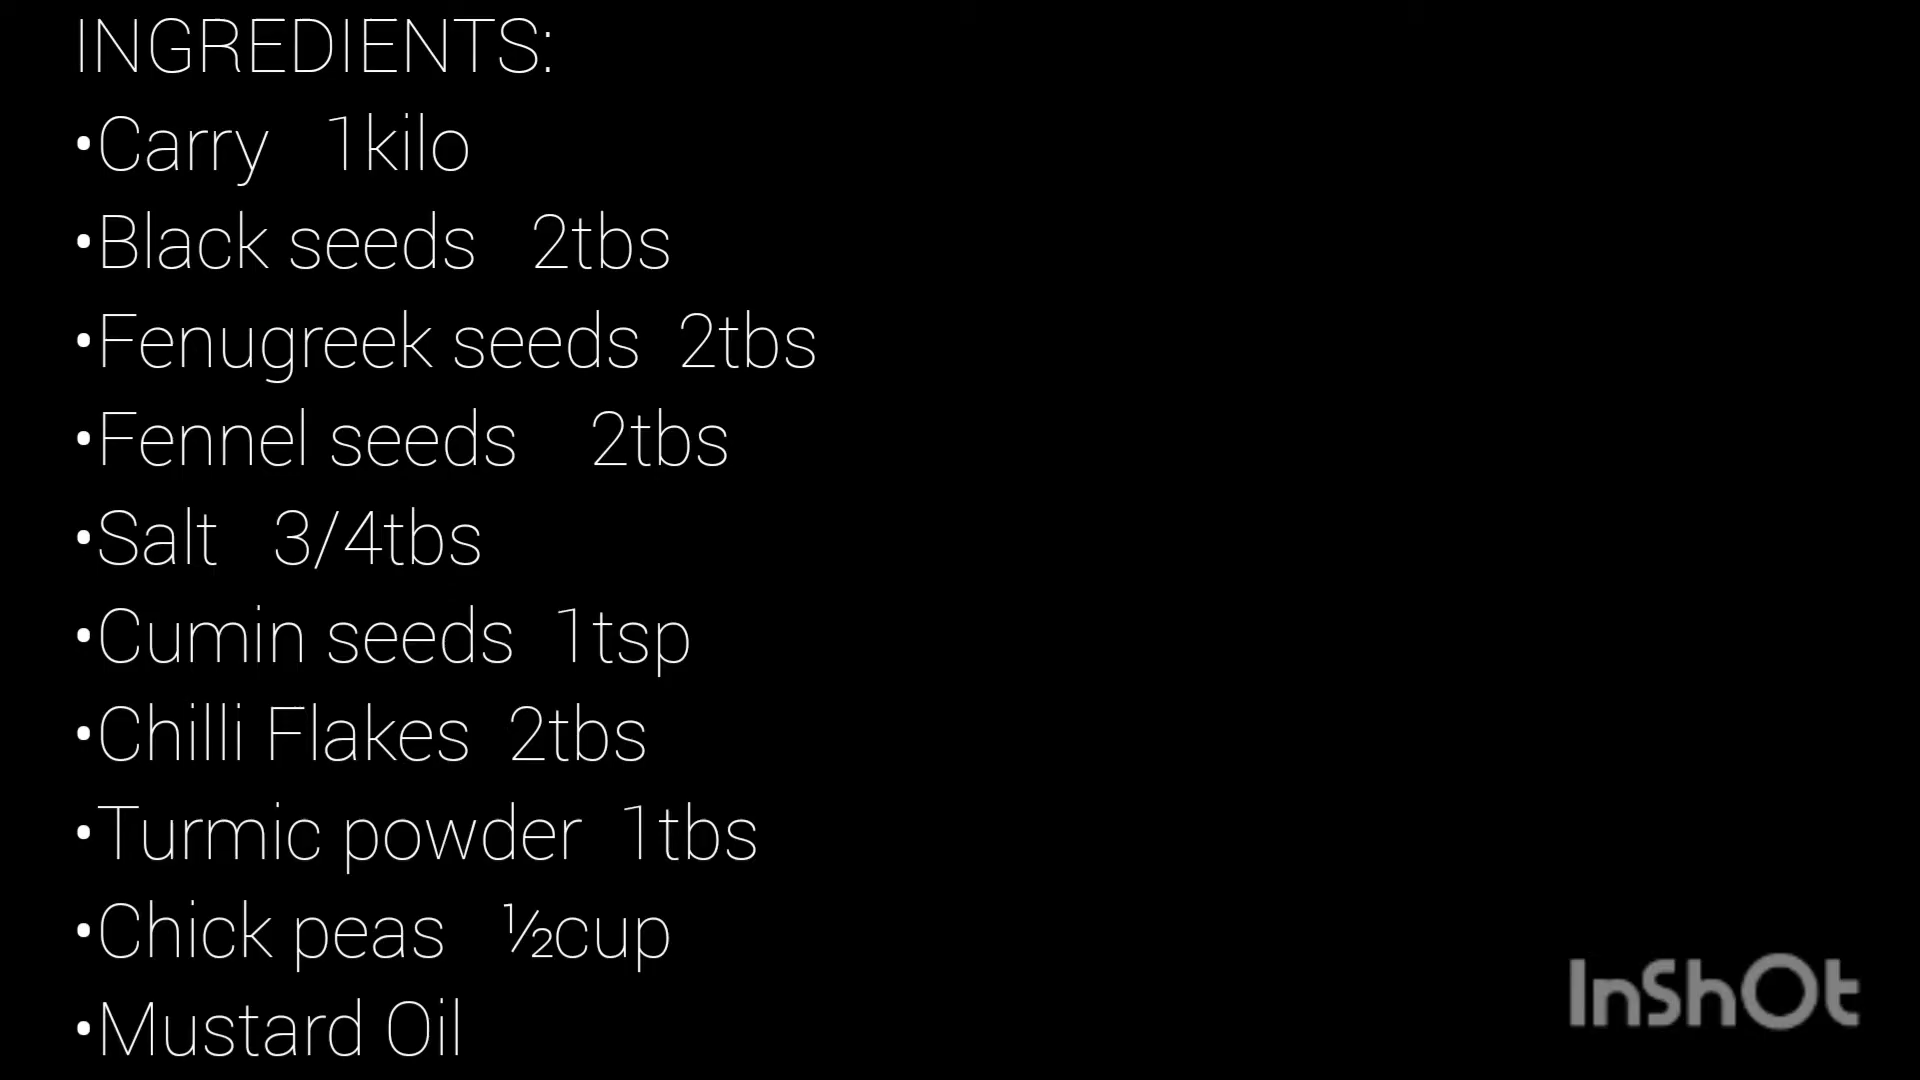 INGREDIENTS:
•Carry 1kilo
•Black seeds 2tbs
•Fenugreek seeds 2tbs
•Fennel seeds 2tbs
•Salt 3/4tbs
•Cumin seeds 1tsp
•Chilli Flakes 2tbs
•Turmic powder 1tbs
•Chick peas ½cup
•Mustard Oil
InShOt